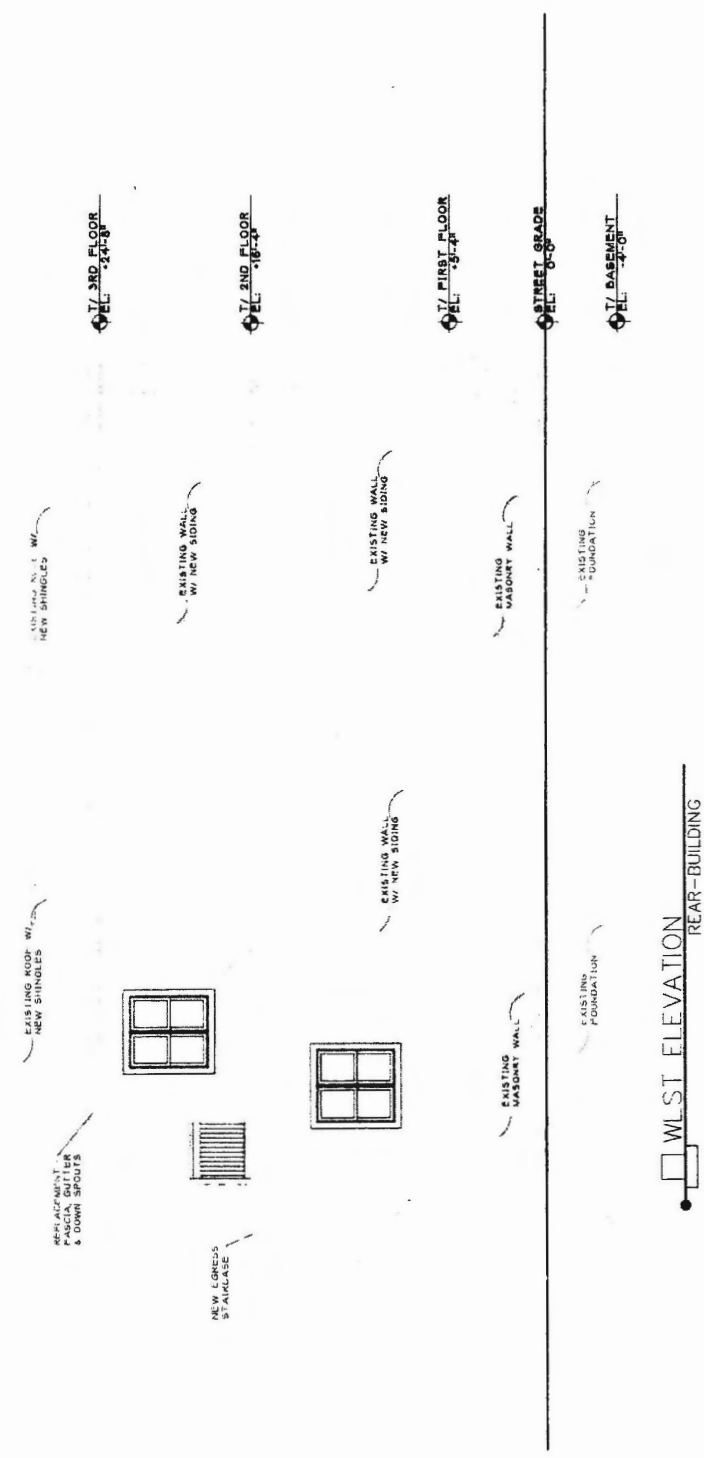 REPLACEMENT
FASCIA, GUTTER
& DOWN SPOUTS
EXISTING ROOF W/
NEW SHINGLES
EXISTING W/
NEW SHINGLES
T/ 3RD FLOOR
EL: +24'-8"
NEW EGRESS
STAIRCASE
EXISTING WALL
W/ NEW SIDING
T/ 2ND FLOOR
EL: +16'-4"
EXISTING WALL
W/ NEW SIDING
EXISTING WALL
W/ NEW SIDING
T/ FIRST FLOOR
EL: +5'-4"
EXISTING
MASONRY WALL
EXISTING
MASONRY WALL
STREET GRADE
EL: 0'-0"
EXISTING
FOUNDATION
EXISTING
FOUNDATION
T/ BASEMENT
EL: -4'-0"
WEST ELEVATION
REAR-BUILDING